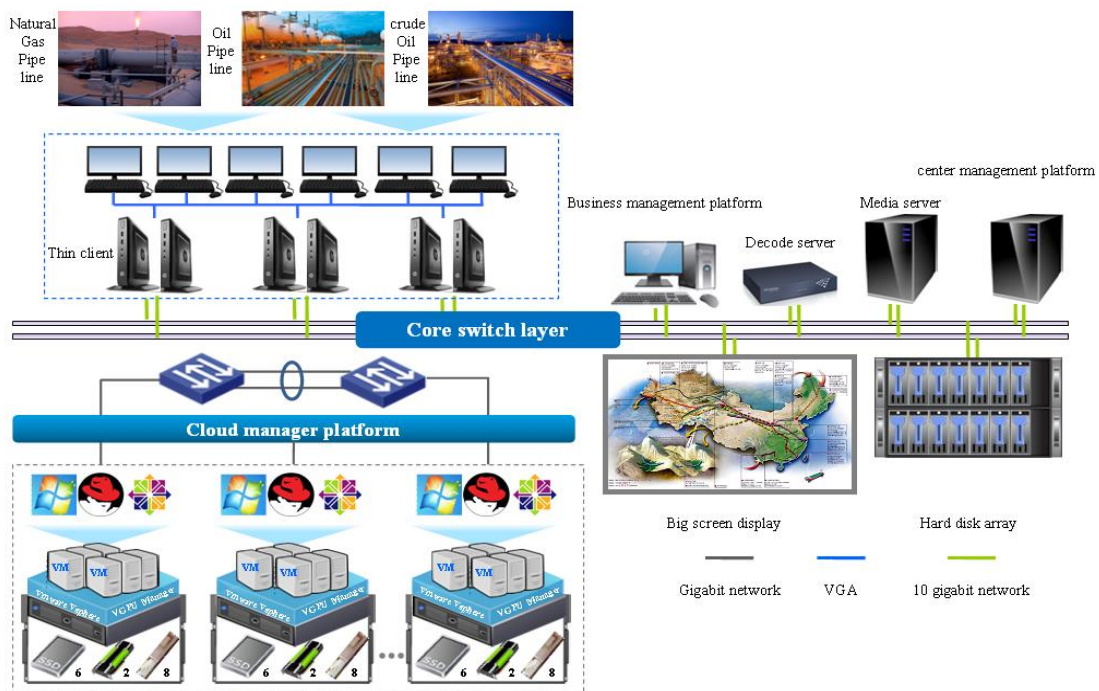 Natural
Gas
Pipe
line
Oil
Pipe
line
crude
Oil
Pipe
line
center management platform
Business management platform
Media server
Decode server
Thin client
Core switch layer
Cloud manager platform
VM
VM
Vmware Vsphere
VGPU Manager
SSD
6
2
8
VM
VM
Vmware Vsphere
VGPU Manager
SSD
6
2
8
VM
VM
Vmware Vsphere
VGPU Manager
SSD
6
2
8
Big screen display
Hard disk array
Gigabit network
VGA
10 gigabit network